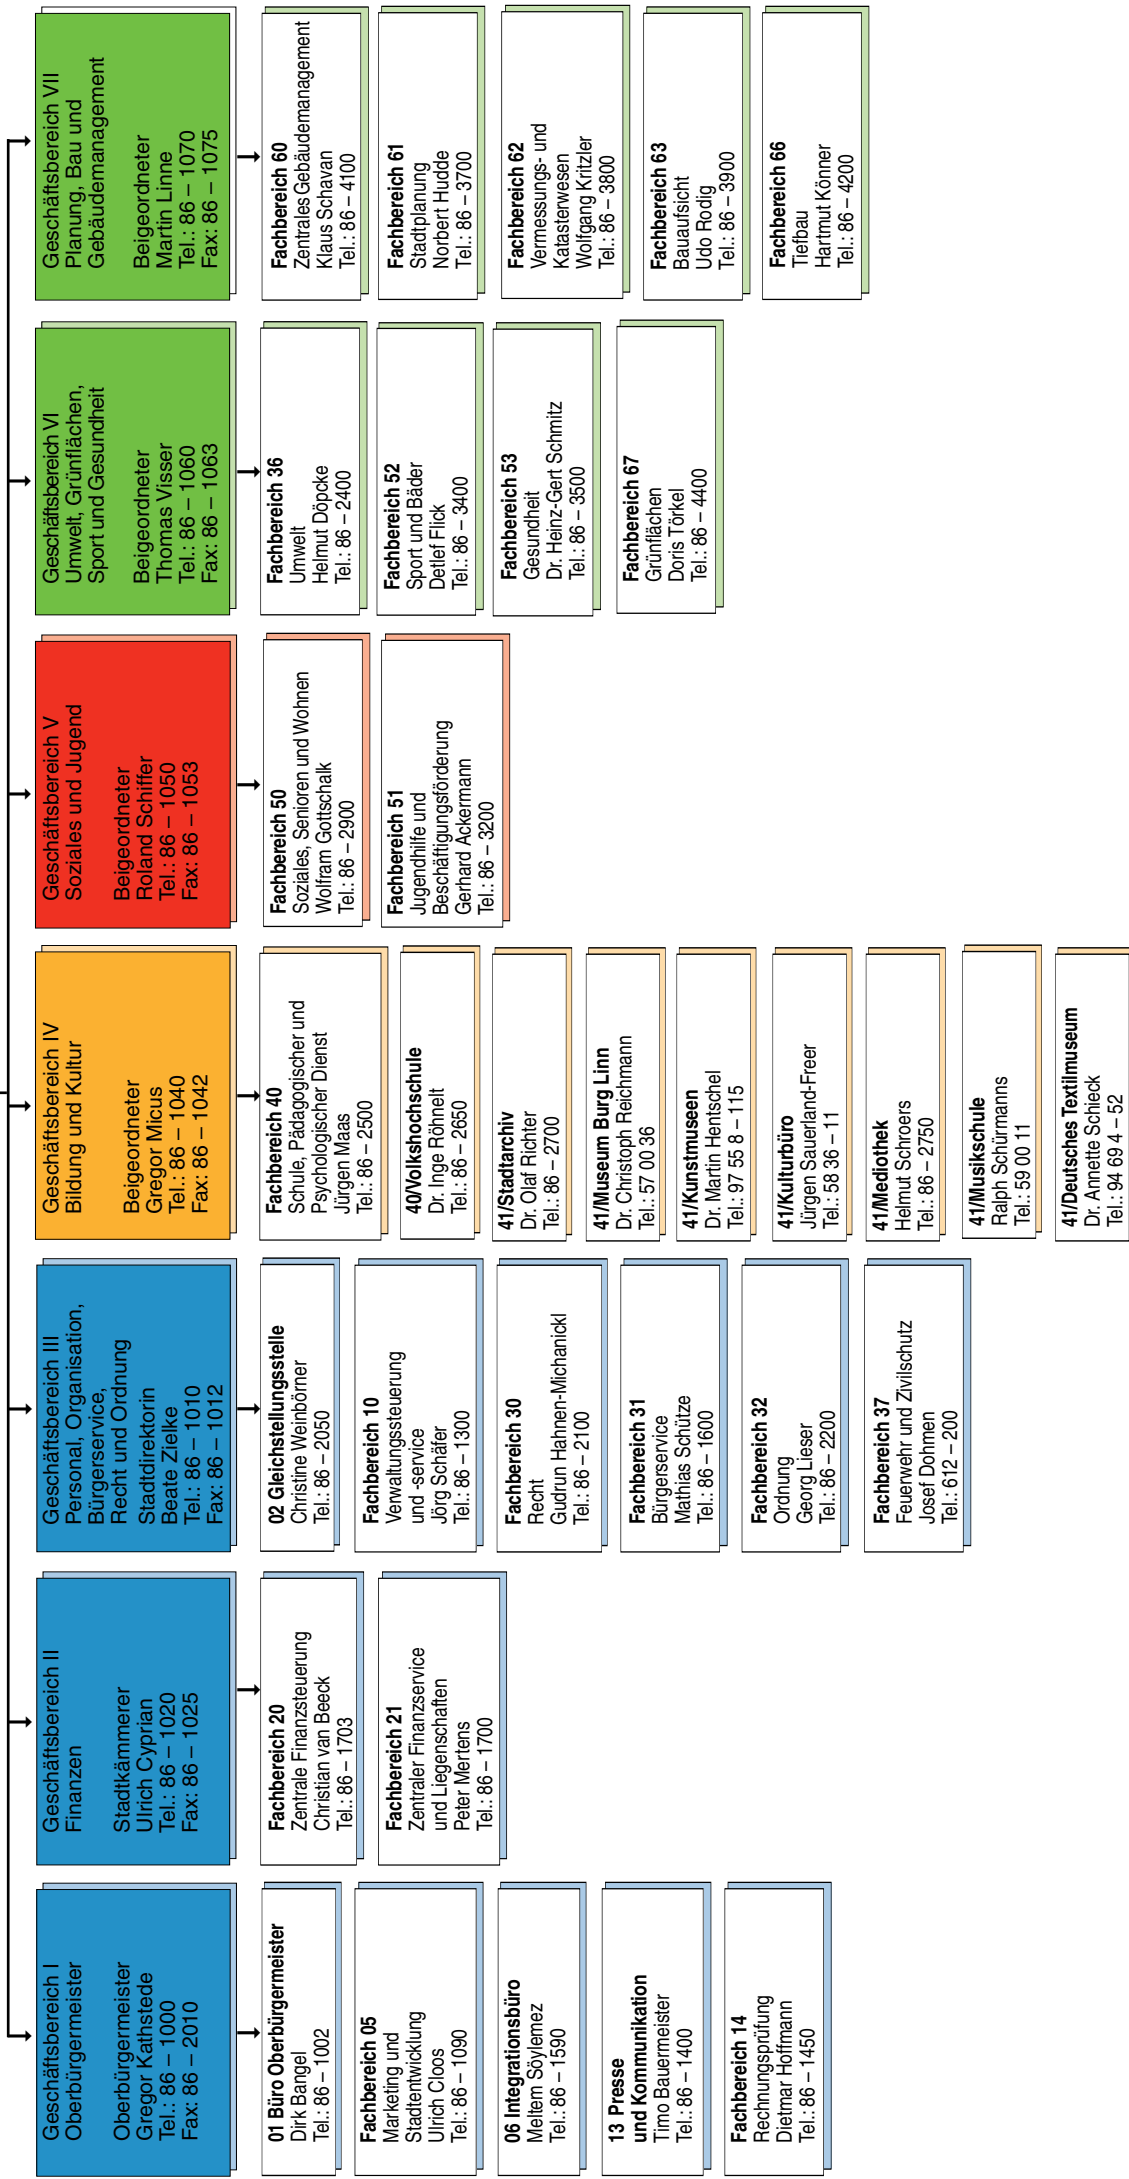 Geschäftsbereich I
Oberbürgermeister
Oberbürgermeister
Gregor Kathstede
Tel.: 86 – 1000
Fax: 86 – 2010
01 Büro Oberbürgermeister
Dirk Bangel
Tel.: 86 – 1002
Fachbereich 05
Marketing und
Stadtentwicklung
Ulrich Cloos
Tel.: 86 – 1090
06 Integrationsbüro
Meltem Söylemez
Tel.: 86 – 1590
13 Presse
und Kommunikation
Timo Bauermeister
Tel.: 86 – 1400
Fachbereich 14
Rechnungsprüfung
Dietmar Hoffmann
Tel.: 86 – 1450
Geschäftsbereich II
Finanzen
Stadtkämmerer
Ulrich Cyprian
Tel.: 86 – 1020
Fax: 86 – 1025
Fachbereich 20
Zentrale Finanzsteuerung
Christian van Beeck
Tel.: 86 – 1703
Fachbereich 21
Zentraler Finanzservice
und Liegenschaften
Peter Mertens
Tel.: 86 – 1700
Geschäftsbereich III
Personal, Organisation,
Bürgerservice,
Recht und Ordnung
Stadtdirektorin
Beate Zielke
Tel.: 86 – 1010
Fax: 86 – 1012
02 Gleichstellungsstelle
Christine Weinbörner
Tel.: 86 – 2050
Fachbereich 10
Verwaltungssteuerung
und -service
Jörg Schäfer
Tel.: 86 – 1300
Fachbereich 30
Recht
Gudrun Hahnen-Michanickl
Tel.: 86 – 2100
Fachbereich 31
Bürgerservice
Mathias Schütze
Tel.: 86 – 1600
Fachbereich 32
Ordnung
Georg Lieser
Tel.: 86 – 2200
Fachbereich 37
Feuerwehr und Zivilschutz
Josef Dohmen
Tel.: 612 – 200
Geschäftsbereich IV
Bildung und Kultur
Beigeordneter
Gregor Micus
Tel.: 86 – 1040
Fax: 86 – 1042
Fachbereich 40
Schule, Pädagogischer und
Psychologischer Dienst
Jürgen Maas
Tel.: 86 – 2500
40/Volkshochschule
Dr. Inge Röhnelt
Tel.: 86 – 2650
41/Stadtarchiv
Dr. Olaf Richter
Tel.: 86 – 2700
41/Museum Burg Linn
Dr. Christoph Reichmann
Tel.: 57 00 36
41/Kunstmuseen
Dr. Martin Hentschel
Tel.: 97 55 8 – 115
41/Kulturbüro
Jürgen Sauerland-Freer
Tel.: 58 36 – 11
41/Mediothek
Helmut Schroers
Tel.: 86 – 2750
41/Musikschule
Ralph Schürmanns
Tel.: 59 00 11
41/Deutsches Textilmuseum
Dr. Annette Schieck
Tel.: 94 69 4 – 52
Geschäftsbereich V
Soziales und Jugend
Beigeordneter
Roland Schiffer
Tel.: 86 – 1050
Fax: 86 – 1053
Fachbereich 50
Soziales, Senioren und Wohnen
Wolfram Gottschalk
Tel.: 86 – 2900
Fachbereich 51
Jugendhilfe und
Beschäftigungsförderung
Gerhard Ackermann
Tel.: 86 – 3200
Geschäftsbereich VI
Umwelt, Grünflächen,
Sport und Gesundheit
Beigeordneter
Thomas Visser
Tel.: 86 – 1060
Fax: 86 – 1063
Fachbereich 36
Umwelt
Helmut Döpcke
Tel.: 86 – 2400
Fachbereich 52
Sport und Bäder
Detlef Flick
Tel.: 86 – 3400
Fachbereich 53
Gesundheit
Dr. Heinz-Gert Schmitz
Tel.: 86 – 3500
Fachbereich 67
Grünflächen
Doris Törkel
Tel.: 86 – 4400
Geschäftsbereich VII
Planung, Bau und
Gebäudemanagement
Beigeordneter
Martin Linne
Tel.: 86 – 1070
Fax: 86 – 1075
Fachbereich 60
Zentrales Gebäudemanagement
Klaus Schavan
Tel.: 86 – 4100
Fachbereich 61
Stadtplanung
Norbert Hudde
Tel.: 86 – 3700
Fachbereich 62
Vermessungs- und
Katasterwesen
Wolfgang Kritzler
Tel.: 86 – 3800
Fachbereich 63
Bauaufsicht
Udo Rodig
Tel.: 86 – 3900
Fachbereich 66
Tiefbau
Hartmut Könner
Tel.: 86 – 4200